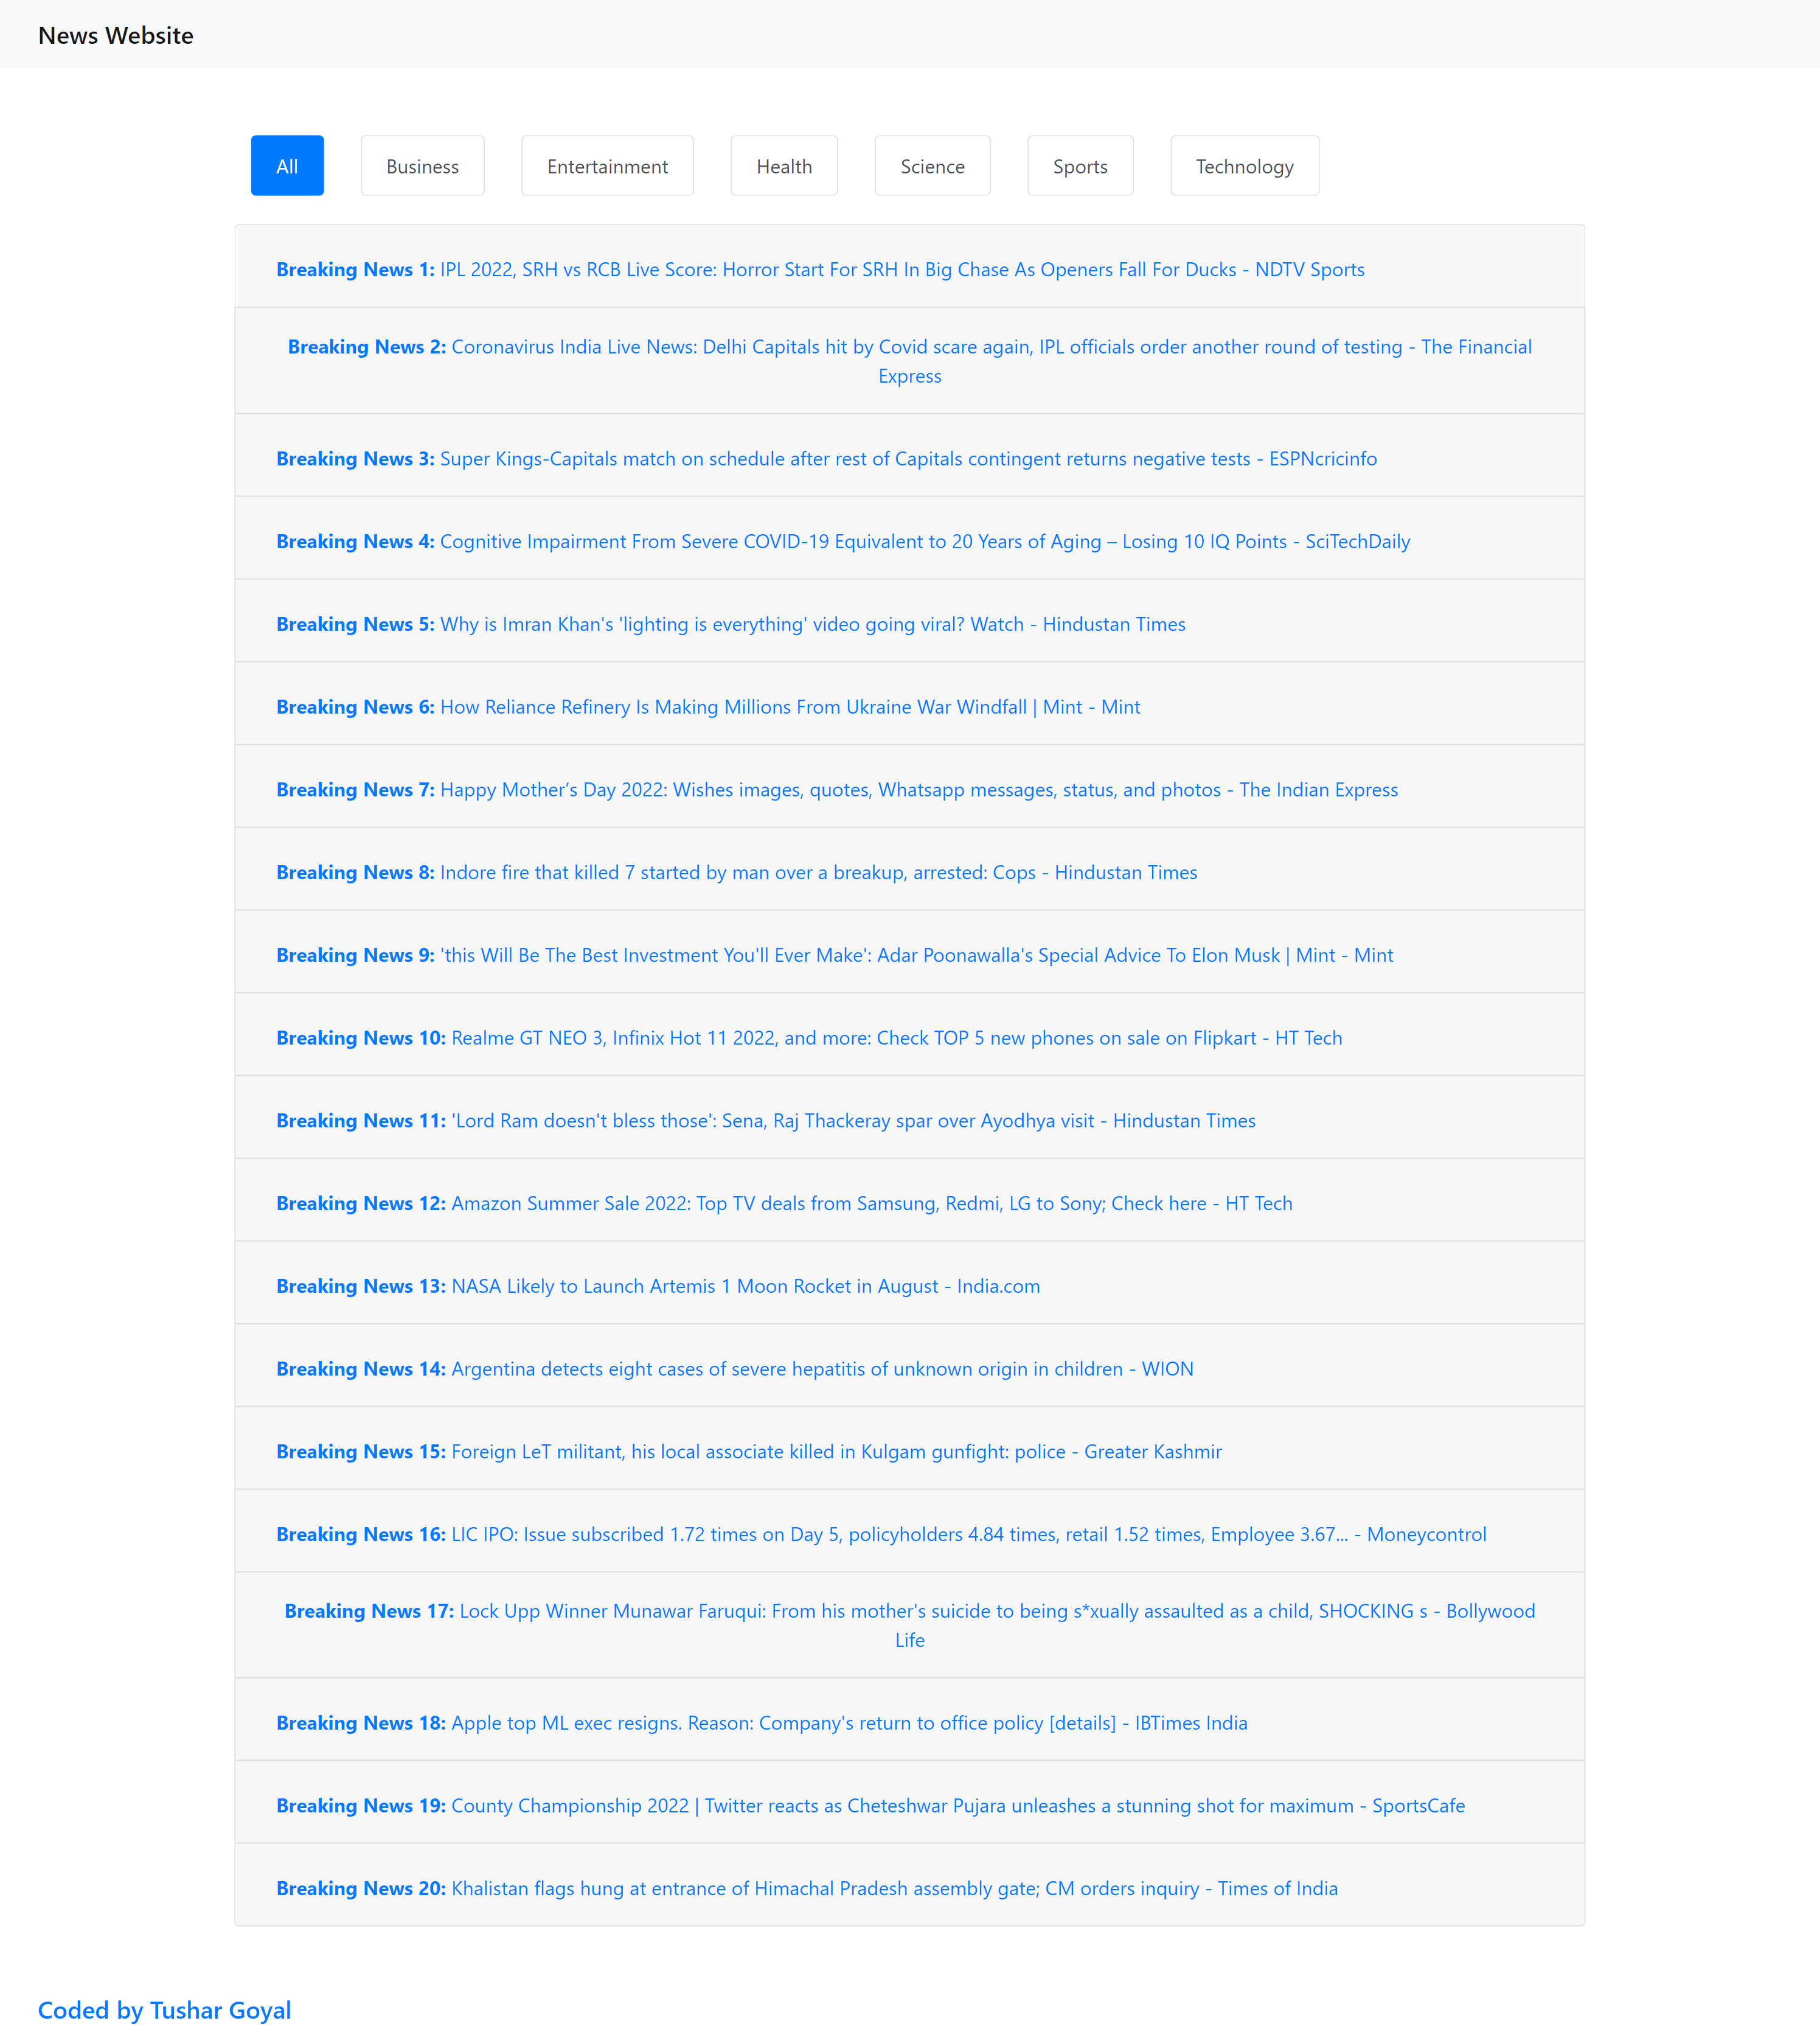 News Website
All Business Entertainment Health Science Sports Technology
Breaking News 1: IPL 2022, SRH vs RCB Live Score: Horror Start For SRH In Big Chase As Openers Fall For Ducks - NDTV Sports
Breaking News 2: Coronavirus India Live News: Delhi Capitals hit by Covid scare again, IPL officials order another round of testing - The Financial
Express
Breaking News 3: Super Kings-Capitals match on schedule after rest of Capitals contingent returns negative tests - ESPNcricinfo
Breaking News 4: Cognitive Impairment From Severe COVID-19 Equivalent to 20 Years of Aging – Losing 10 IQ Points - SciTechDaily
Breaking News 5: Why is Imran Khan's 'lighting is everything' video going viral? Watch - Hindustan Times
Breaking News 6: How Reliance Refinery Is Making Millions From Ukraine War Windfall | Mint - Mint
Breaking News 7: Happy Mother’s Day 2022: Wishes images, quotes, Whatsapp messages, status, and photos - The Indian Express
Breaking News 8: Indore fire that killed 7 started by man over a breakup, arrested: Cops - Hindustan Times
Breaking News 9: 'this Will Be The Best Investment You'll Ever Make': Adar Poonawalla's Special Advice To Elon Musk | Mint - Mint
Breaking News 10: Realme GT NEO 3, Infinix Hot 11 2022, and more: Check TOP 5 new phones on sale on Flipkart - HT Tech
Breaking News 11: 'Lord Ram doesn't bless those': Sena, Raj Thackeray spar over Ayodhya visit - Hindustan Times
Breaking News 12: Amazon Summer Sale 2022: Top TV deals from Samsung, Redmi, LG to Sony; Check here - HT Tech
Breaking News 13: NASA Likely to Launch Artemis 1 Moon Rocket in August - India.com
Breaking News 14: Argentina detects eight cases of severe hepatitis of unknown origin in children - WION
Breaking News 15: Foreign LeT militant, his local associate killed in Kulgam gunfight: police - Greater Kashmir
Breaking News 16: LIC IPO: Issue subscribed 1.72 times on Day 5, policyholders 4.84 times, retail 1.52 times, Employee 3.67... - Moneycontrol
Breaking News 17: Lock Upp Winner Munawar Faruqui: From his mother's suicide to being s*xually assaulted as a child, SHOCKING s - Bollywood
Life
Breaking News 18: Apple top ML exec resigns. Reason: Company's return to office policy [details] - IBTimes India
Breaking News 19: County Championship 2022 | Twitter reacts as Cheteshwar Pujara unleashes a stunning shot for maximum - SportsCafe
Breaking News 20: Khalistan flags hung at entrance of Himachal Pradesh assembly gate; CM orders inquiry - Times of India
Coded by Tushar Goyal